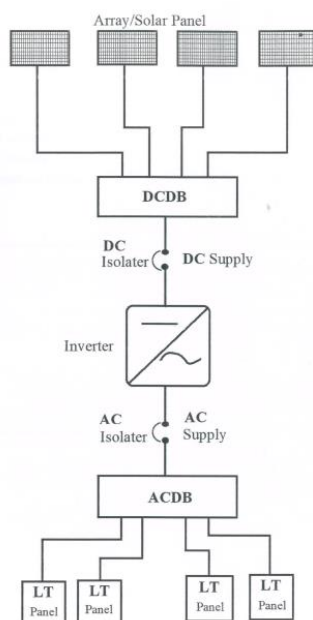 Array/Solar Panel
DCDB
DC
Isolater
DC Supply
Inverter
AC
Isolater
AC
Supply
ACDB
LT
Panel
LT
Panel
LT
Panel
LT
Panel